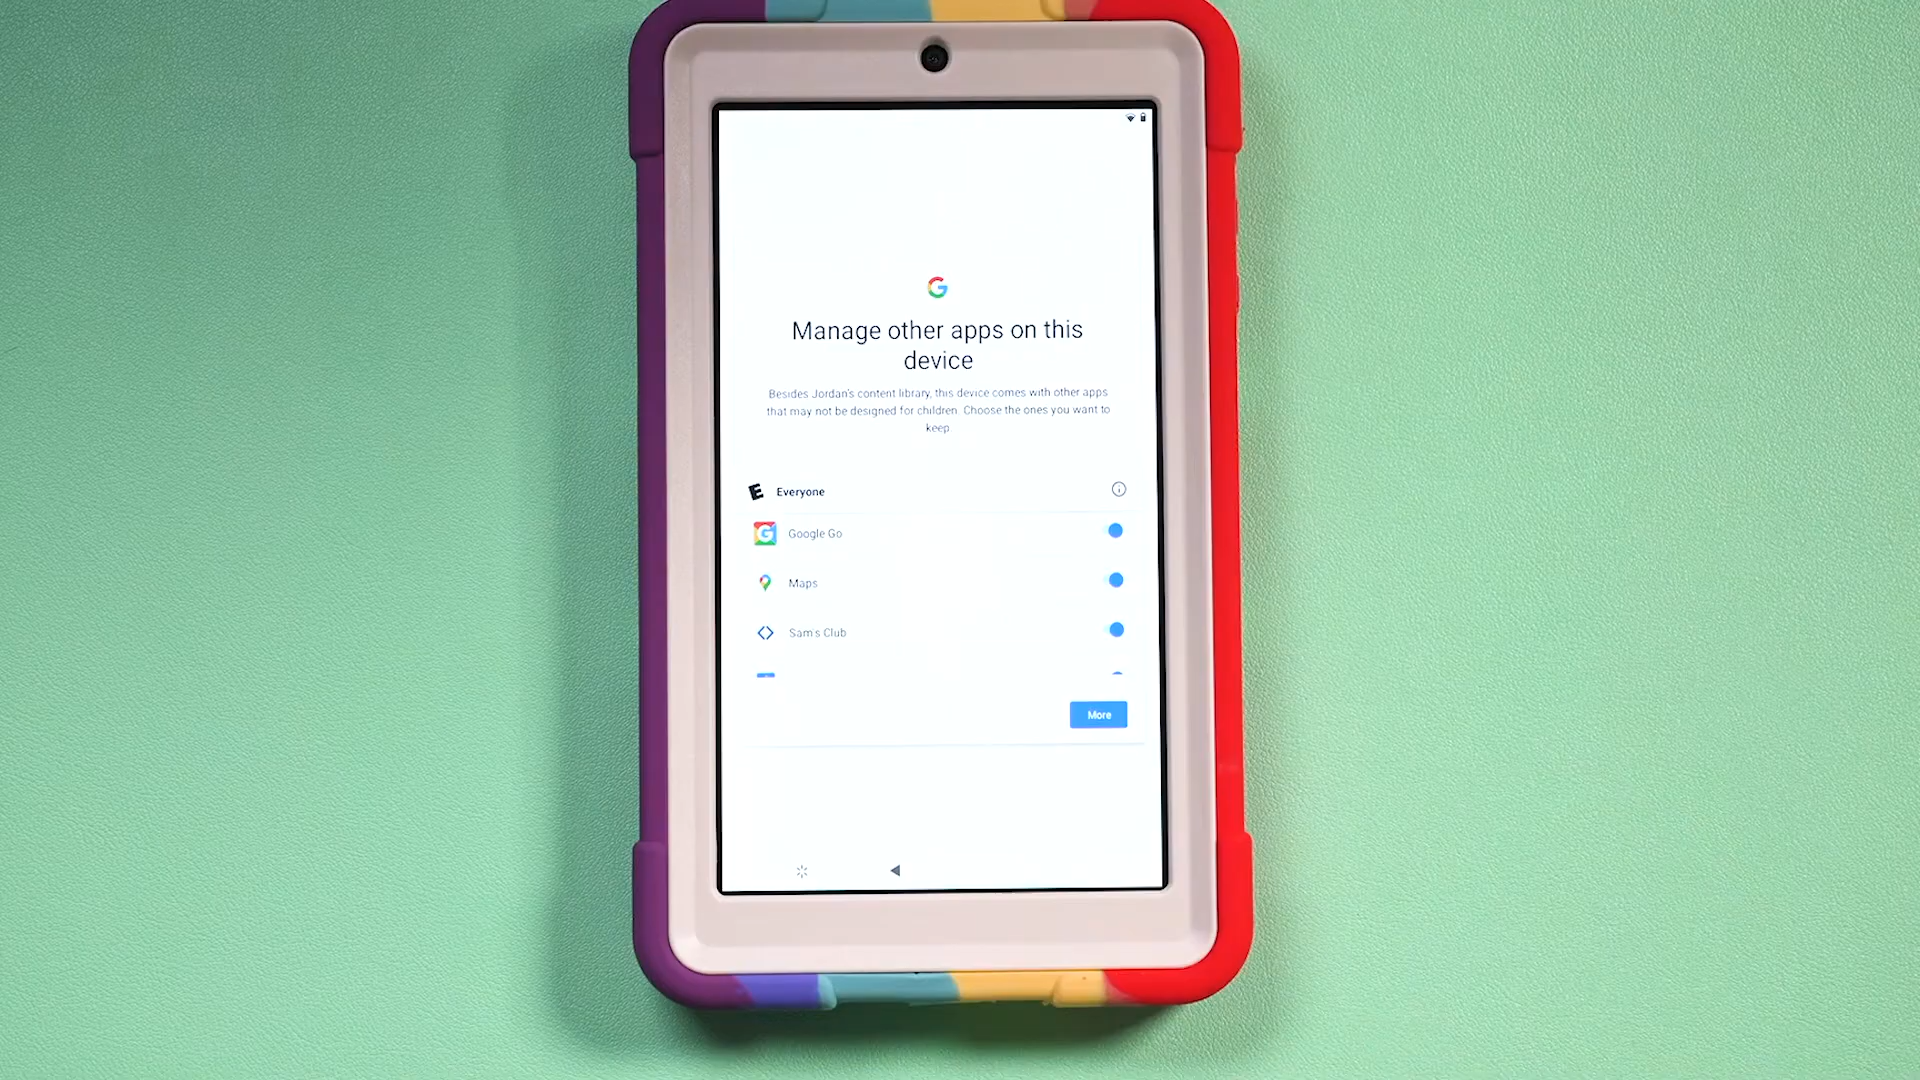 Manage other apps on this
device
Besides Jordan's content library, this device comes with other apps
that may not be designed for children. Choose the ones you want to
keep.
E Everyone
Google Go
Maps
Sam's Club
More